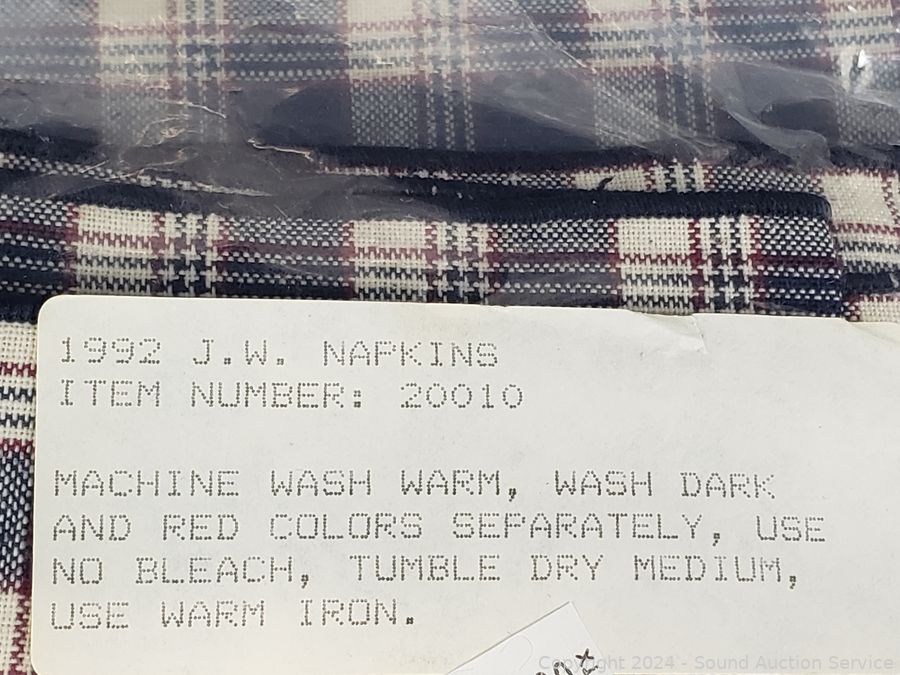 1992 J.W. NAPKINS
ITEM NUMBER: 20010
MACHINE WASH WARM, WASH DARK
AND RED COLORS SEPARATELY, USE
NO BLEACH, TUMBLE DRY MEDIUM,
USE WARM IRON.
Copyright 2024 - Sound Auction Service